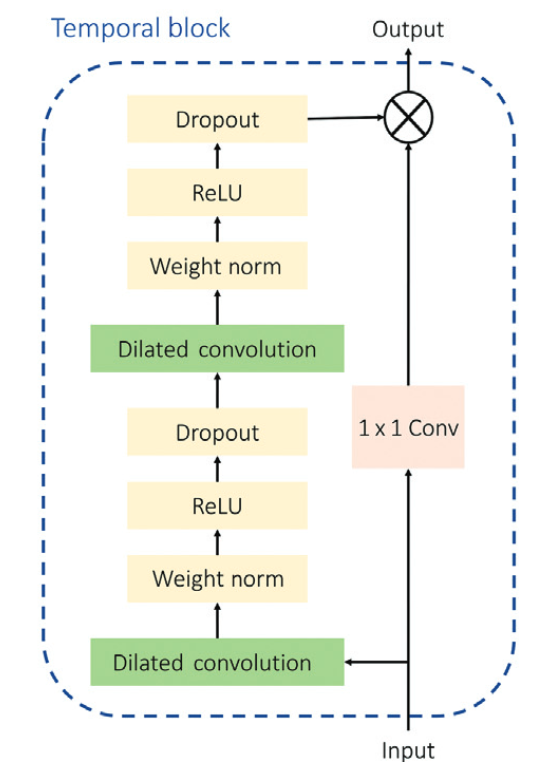 Temporal block
Output
Dropout
ReLU
Weight norm
Dilated convolution
Dropout
1 x 1 Conv
ReLU
Weight norm
Dilated convolution
Input